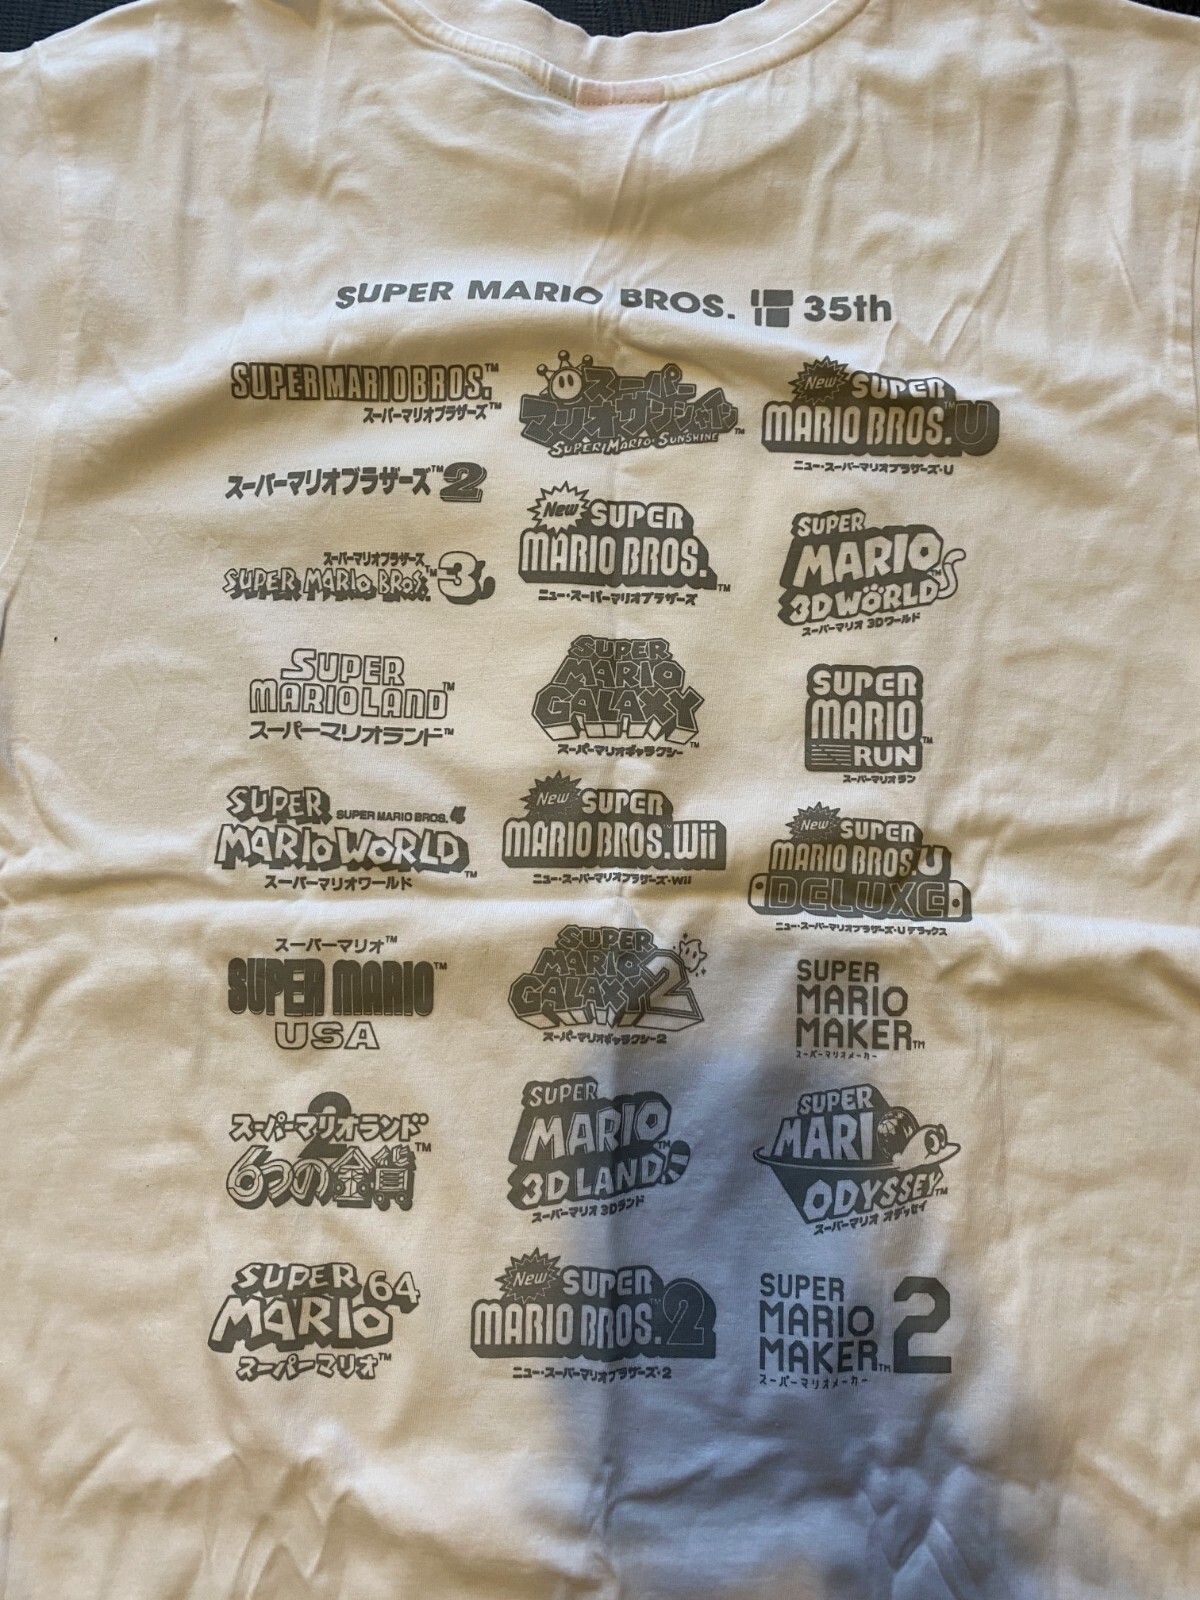 SUPER MARIO BROS. 35th
SUPER MARIO BROS.™
スーパーマリオブラザーズ™
スーパーマリオブラザーズ™2
スーパーマリオブラザーズ
SUPER MARIO BROS.™3
SUPER
MARIOLAND™
スーパーマリオランド™
SUPER
SUPER MARIO BROS. 4
MARIO WORLD™
スーパーマリオワールド
スーパーマリオ™
SUPER MARIO™
USA
スーパーマリオランド
2
6つの金貨™
SUPER
MARIO 64
スーパーマリオ™
スーパー
マリオサンシャイン
SUPER MARIO SUNSHINE™
New SUPER
MARIO BROS.™
ニュー・スーパーマリオブラザーズ
SUPER
MARIO
GALAXY™
スーパーマリオギャラクシー
New SUPER
MARIO BROS.™Wii
ニュー・スーパーマリオブラザーズ・Wii
SUPER
MARIO
GALAXY 2
スーパーマリオギャラクシー2
SUPER
MARIO™
3D LAND
スーパーマリオ 3Dランド
New SUPER
MARIO BROS.™2
ニュー・スーパーマリオブラザーズ・2
New SUPER
MARIO BROS.™U
ニュー・スーパーマリオブラザーズ・U
SUPER
MARIO™
3D WORLD
スーパーマリオ 3Dワールド
SUPER
MARIO
RUN™
スーパーマリオ ラン
New SUPER
MARIO BROS.U
DELUXE
ニュー・スーパーマリオブラザーズ・U デラックス
SUPER
MARIO
MAKER™
スーパーマリオメーカー
SUPER
MARIO
ODYSSEY™
スーパーマリオ オデッセイ
SUPER
MARIO
MAKER™ 2
スーパーマリオメーカー